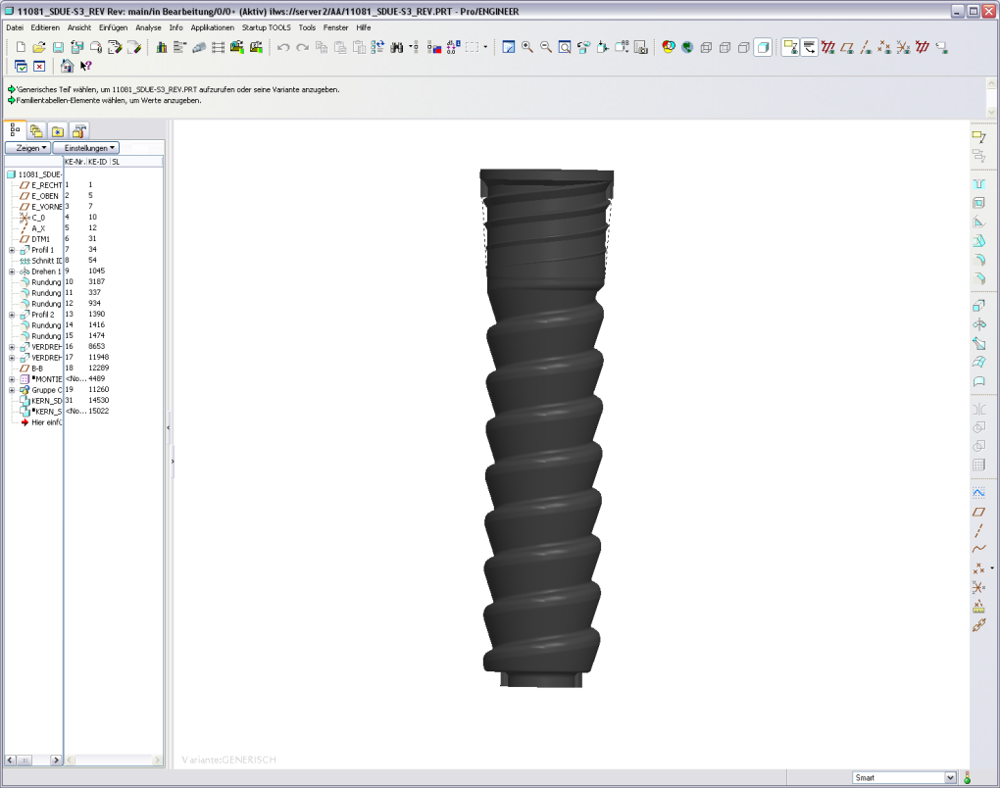 11081_SDUE-S3_REV Rev: main/in Bearbeitung/0/0+ (Aktiv) ilws://server2/AA/11081_SDUE-S3_REV.PRT - Pro/ENGINEER
Datei Editieren Ansicht Einfügen Analyse Info Applikationen Startup TOOLS Tools Fenster Hilfe
'Generisches Teil' wählen, um 11081_SDUE-S3_REV.PRT aufzurufen oder seine Variante anzugeben.
Familientabellen-Elemente wählen, um Werte anzugeben.
Zeigen Einstellungen
KE-Nr. KE-ID SL
11081_SDUE-
E_RECHT 1 1
E_OBEN 2 5
E_VORNE 3 7
C_0 4 10
A_X 5 12
DTM1 6 31
Profil 1 7 34
Schnitt ID 8 54
Drehen 1 9 1045
Rundung 10 3187
Rundung 11 337
Rundung 12 934
Profil 2 13 1390
Rundung 14 1416
Rundung 15 1474
VERDREH 16 8653
VERDREH 17 11948
B-B 18 12289
MONTIE <No... 4489
Gruppe C 19 11260
KERN_SD 31 14530
KERN_S <No... 15022
Hier einfü
Variante:GENERISCH
Smart